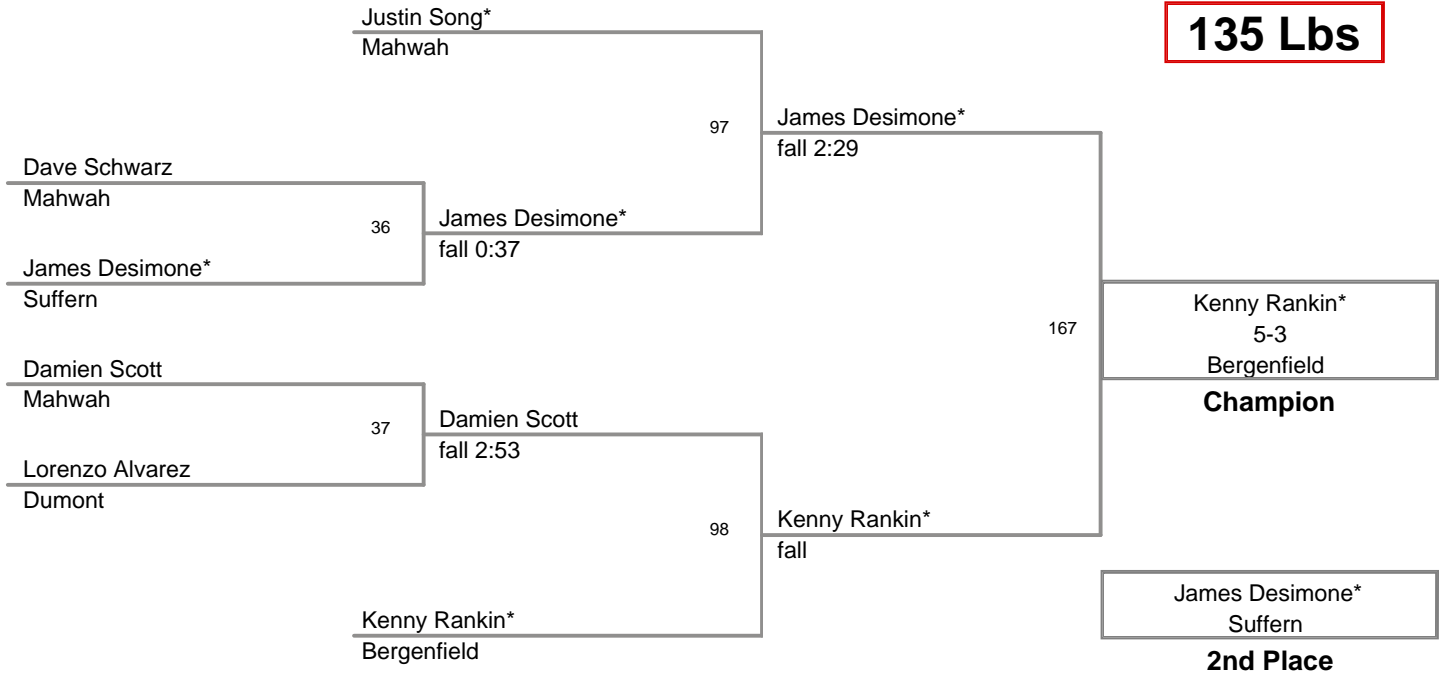 Justin Song*
Mahwah
135 Lbs
97
James Desimone*
fall 2:29
Dave Schwarz
Mahwah
36
James Desimone*
fall 0:37
James Desimone*
Suffern
167
Kenny Rankin*
5-3
Bergenfield
Champion
Damien Scott
Mahwah
37
Damien Scott
fall 2:53
Lorenzo Alvarez
Dumont
98
Kenny Rankin*
fall
Kenny Rankin*
Bergenfield
James Desimone*
Suffern
2nd Place